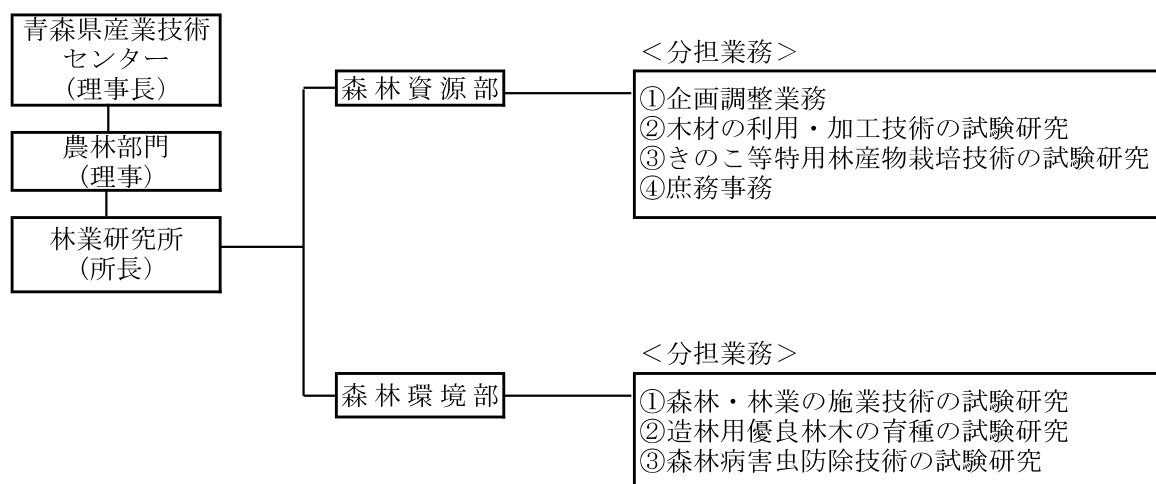 青森県産業技術
センター
(理事長)
農林部門
(理事)
林業研究所
(所長)
森林資源部
＜分担業務＞
①企画調整業務
②木材の利用・加工技術の試験研究
③きのこ等特用林産物栽培技術の試験研究
④庶務事務
森林環境部
＜分担業務＞
①森林・林業の施業技術の試験研究
②造林用優良林木の育種の試験研究
③森林病害虫防除技術の試験研究